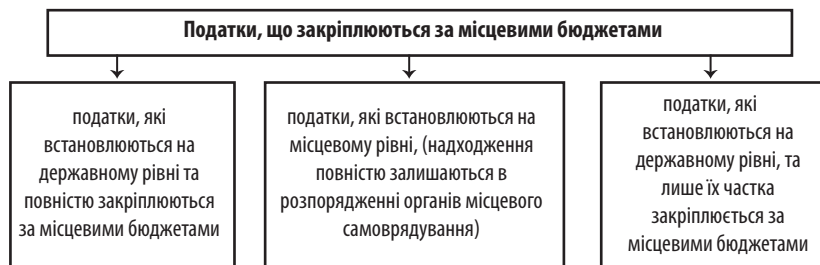 Податки, що закріплюються за місцевими бюджетами
податки, які
встановлюються на
державному рівні та
повністю закріплюються
за місцевими бюджетами
податки, які встановлюються на
місцевому рівні, (надходження
повністю залишаються в
розпорядженні органів місцевого
самоврядування)
податки, які
встановлюються на
державному рівні, та
лише їх частка
закріплюється за
місцевими бюджетами